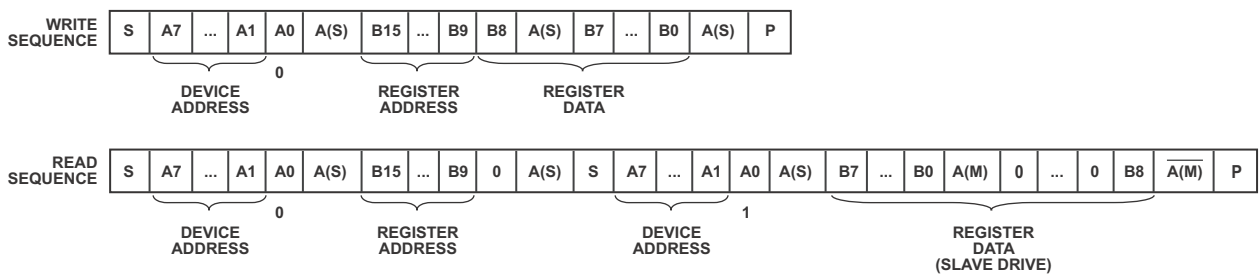 WRITE
SEQUENCE
S A7 ... A1 A0 A(S) B15 ... B9 B8 A(S) B7 ... B0 A(S) P
0
DEVICE
ADDRESS
REGISTER
ADDRESS
REGISTER
DATA
READ
SEQUENCE
S A7 ... A1 A0 A(S) B15 ... B9 0 A(S) S A7 ... A1 A0 A(S) B7 ... B0 A(M) 0 ... 0 B8 A(M) P
0 1
DEVICE
ADDRESS
REGISTER
ADDRESS
DEVICE
ADDRESS
REGISTER
DATA
(SLAVE DRIVE)